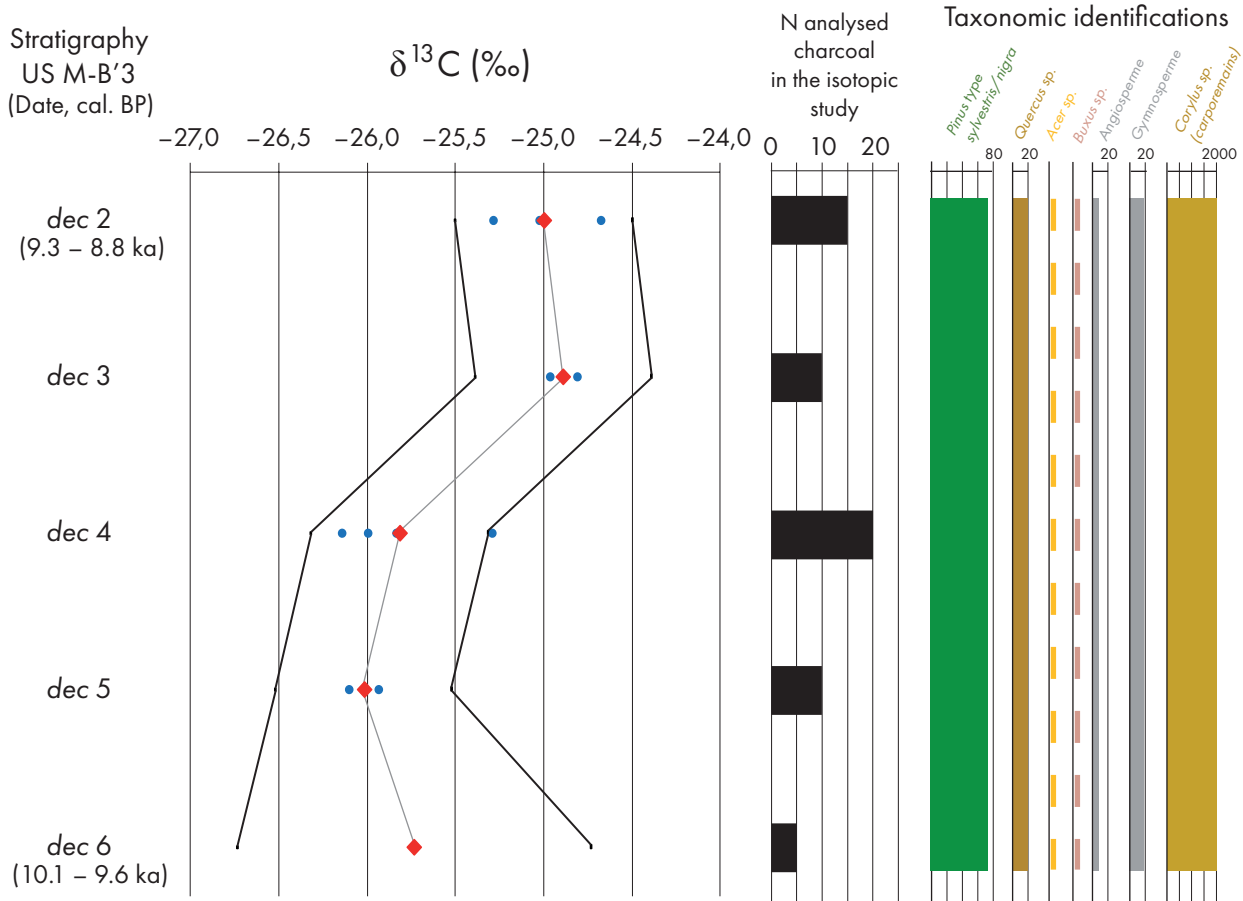 Stratigraphy
US M-B’3
(Date, cal. BP)
δ¹³C (‰)
N analysed
charcoal
in the isotopic
study
Taxonomic identifications
Pinus type
sylvestris/nigra
Quercus sp.
Acer sp.
Buxus sp.
Angiosperme
Gymnosperme
Corylus sp.
(carporemains)
−27,0 −26,5 −26,0 −25,5 −25,0 −24,5 −24,0
0 10 20
80 20 20 20 2000
dec 2
(9.3 – 8.8 ka)
dec 3
dec 4
dec 5
dec 6
(10.1 – 9.6 ka)